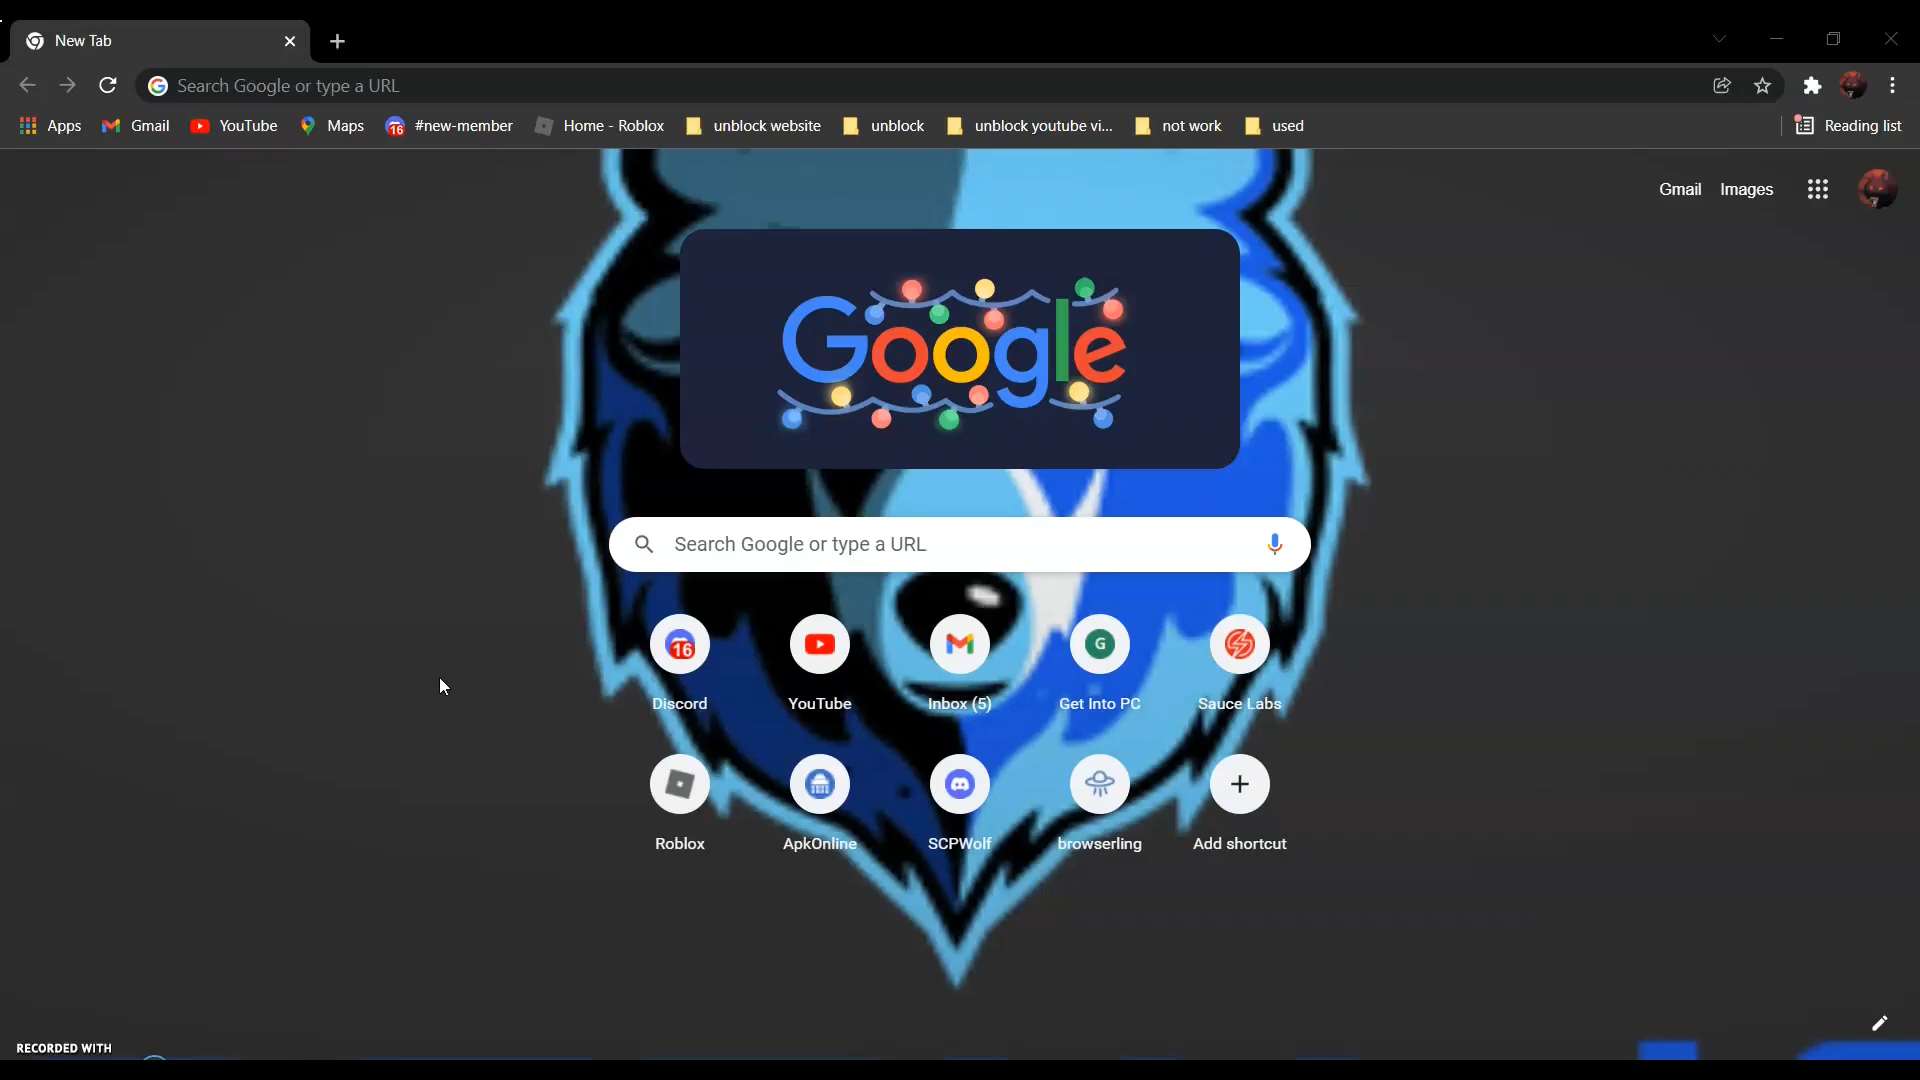 New Tab
Search Google or type a URL
Apps Gmail YouTube Maps 16 #new-member Home - Roblox unblock website unblock unblock youtube vi... not work used Reading list
Gmail Images
Google
Search Google or type a URL
16 G
Discord YouTube Inbox (5) Get Into PC Sauce Labs
Roblox ApkOnline SCPWolf browserling Add shortcut
RECORDED WITH